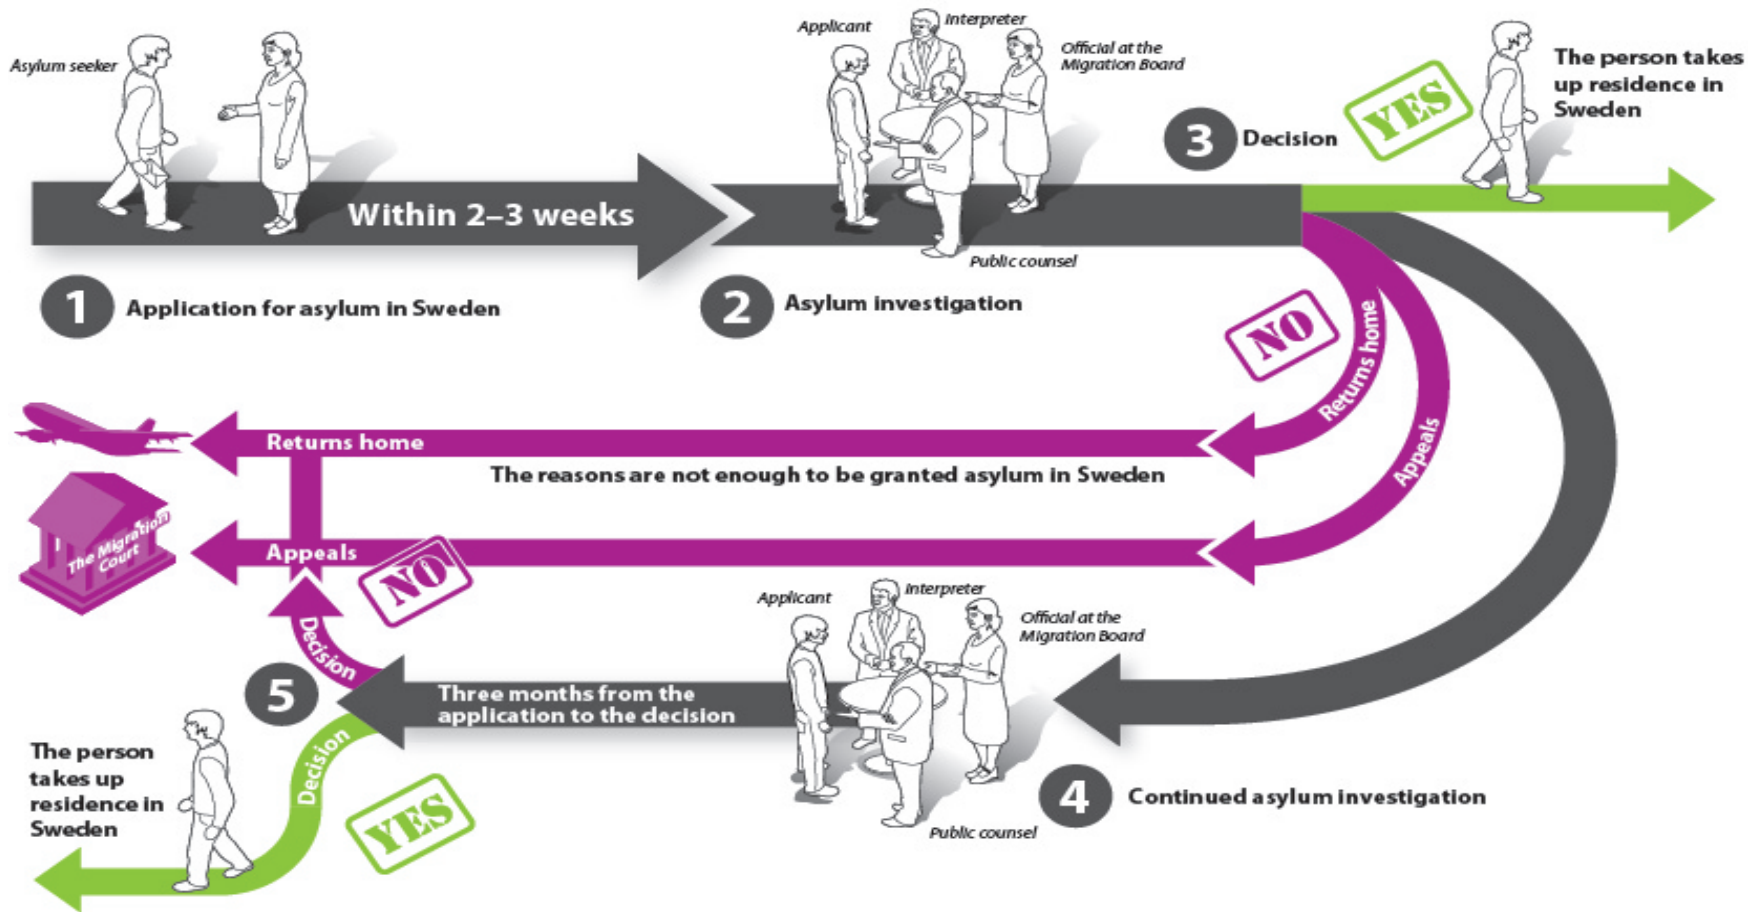 Asylum seeker
Within 2–3 weeks
1 Application for asylum in Sweden
Applicant
Interpreter
Official at the
Migration Board
Public counsel
2 Asylum investigation
3 Decision
YES
The person takes
up residence in
Sweden
NO
Returns home
Appeals
Returns home
The reasons are not enough to be granted asylum in Sweden
Appeals
The Migration
Court
NO
Applicant
Interpreter
Official at the
Migration Board
Public counsel
4 Continued asylum investigation
Three months from the
application to the decision
5
Decision
Decision
YES
The person
takes up
residence in
Sweden